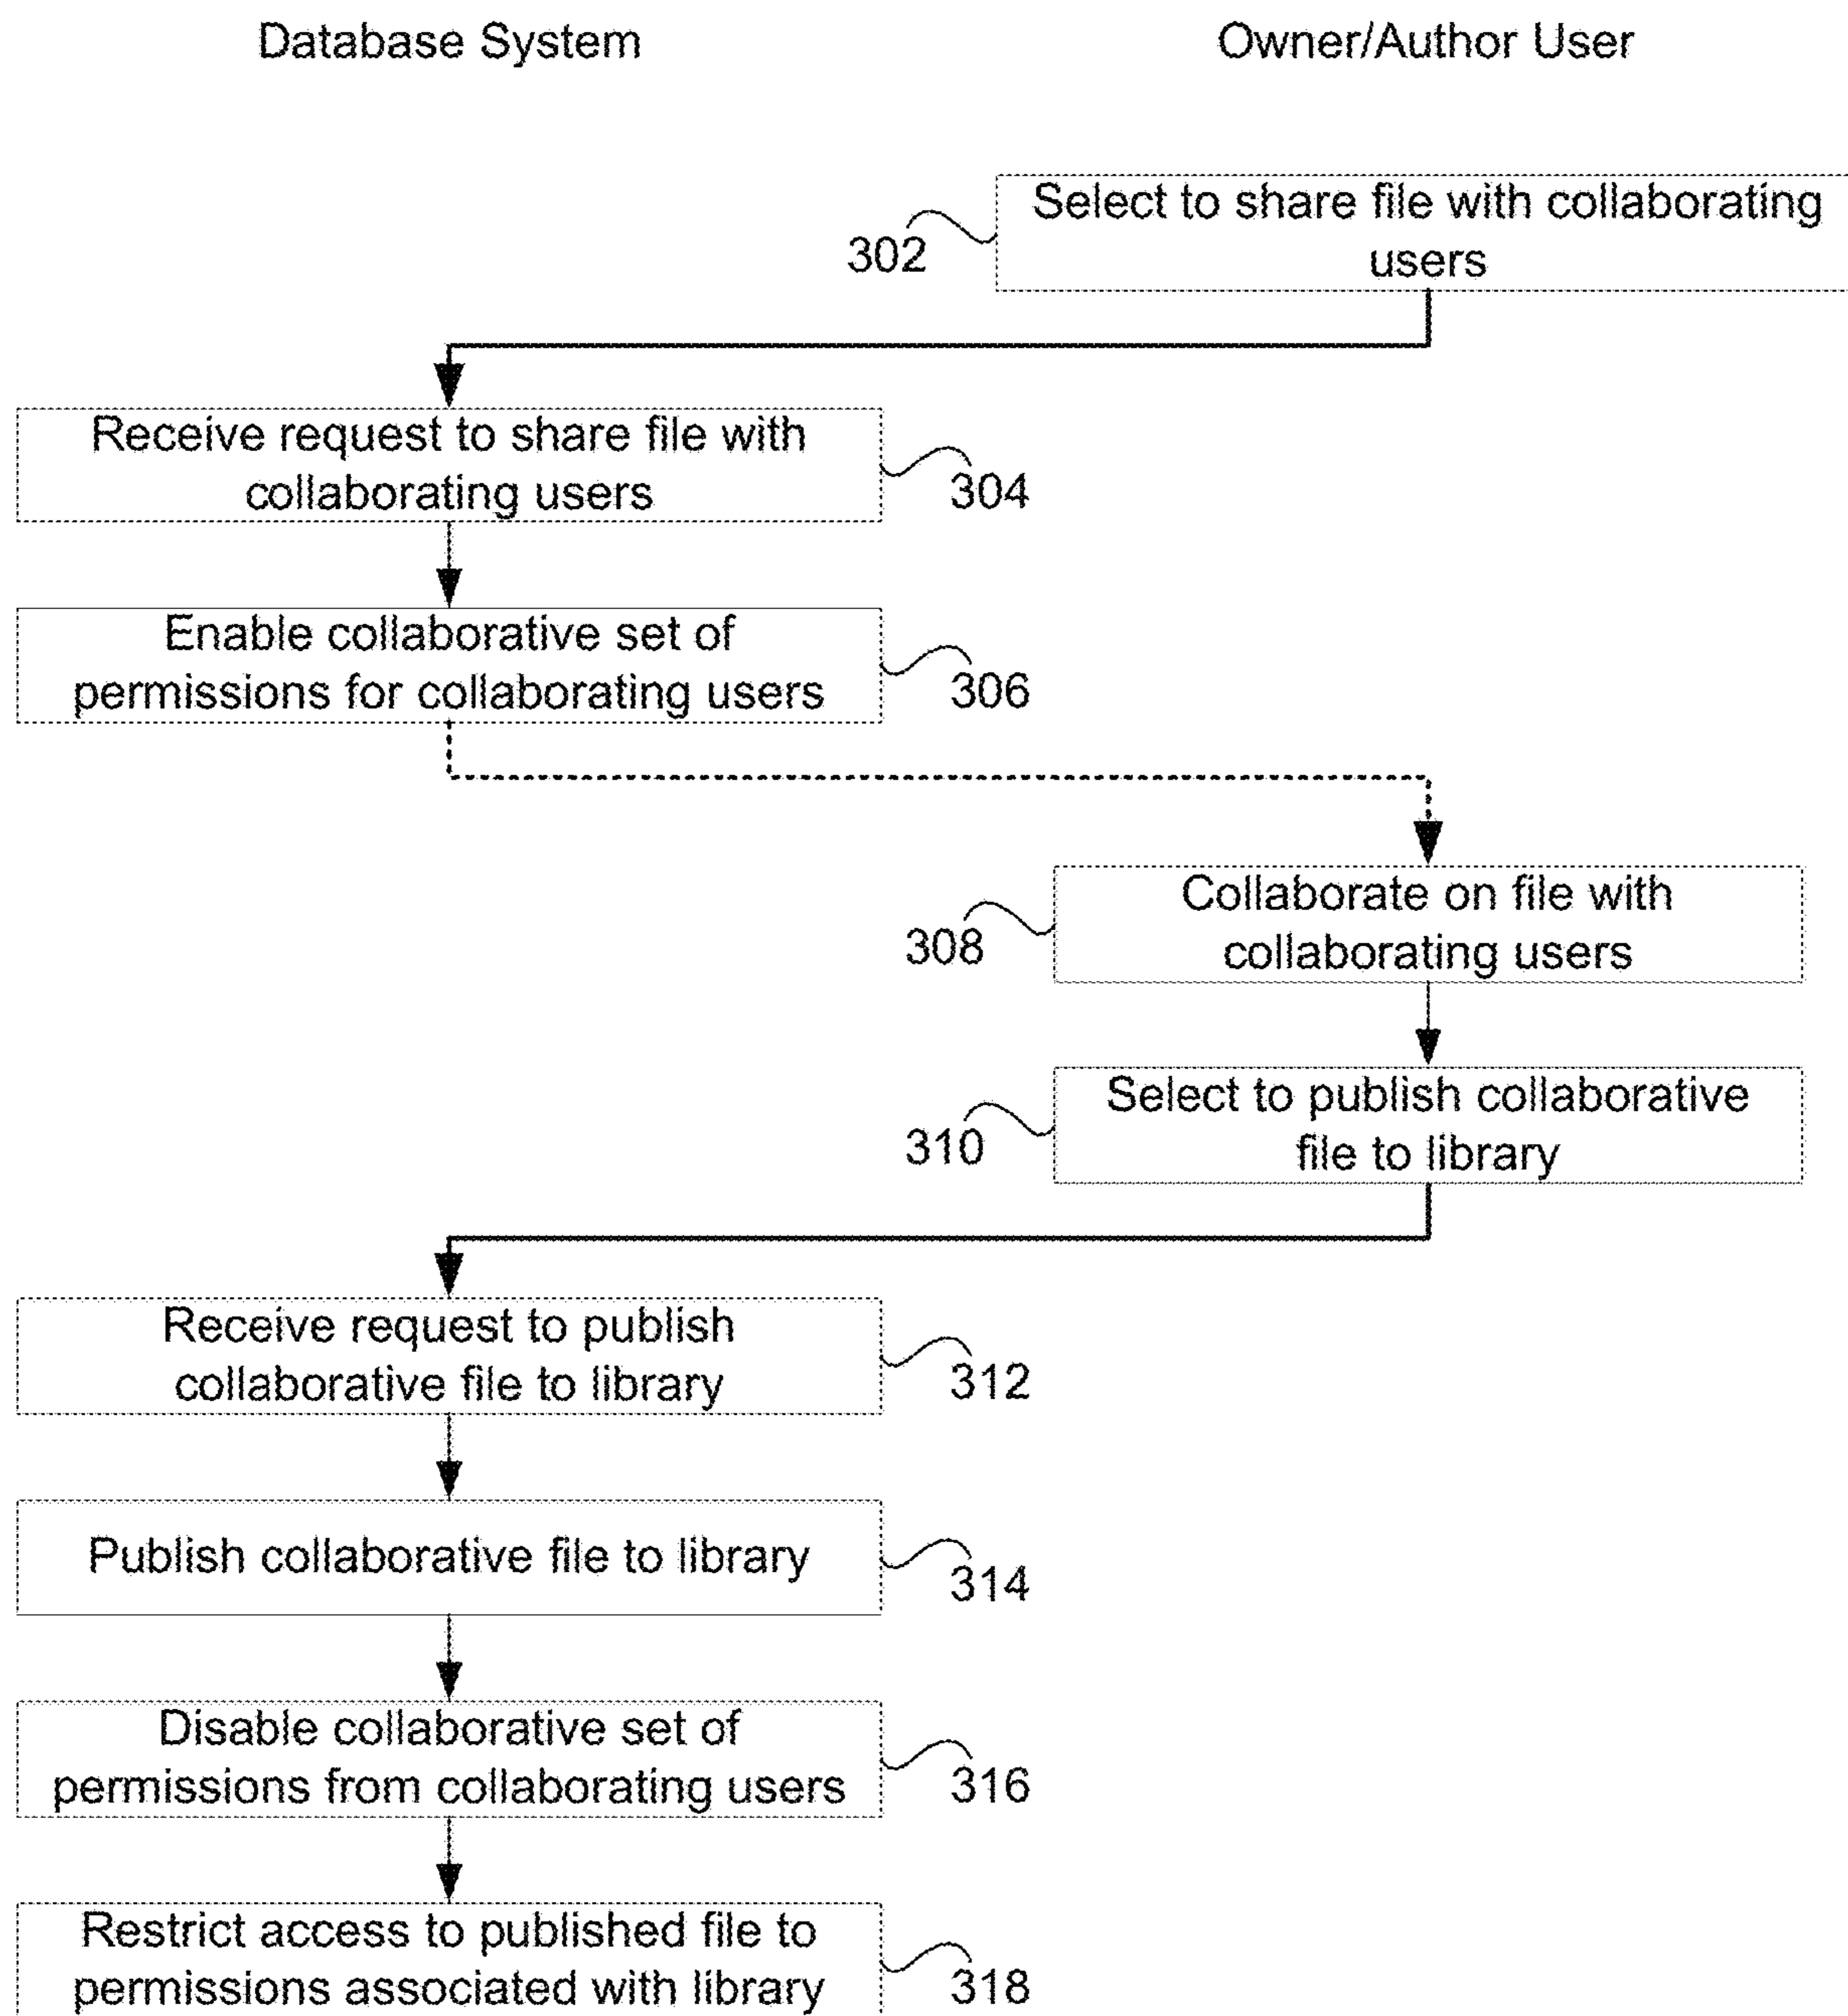 Database System
Owner/Author User
Select to share file with collaborating
users
302
Receive request to share file with
collaborating users
304
Enable collaborative set of
permissions for collaborating users
306
Collaborate on file with
collaborating users
308
Select to publish collaborative
file to library
310
Receive request to publish
collaborative file to library
312
Publish collaborative file to library
314
Disable collaborative set of
permissions from collaborating users
316
Restrict access to published file to
permissions associated with library
318